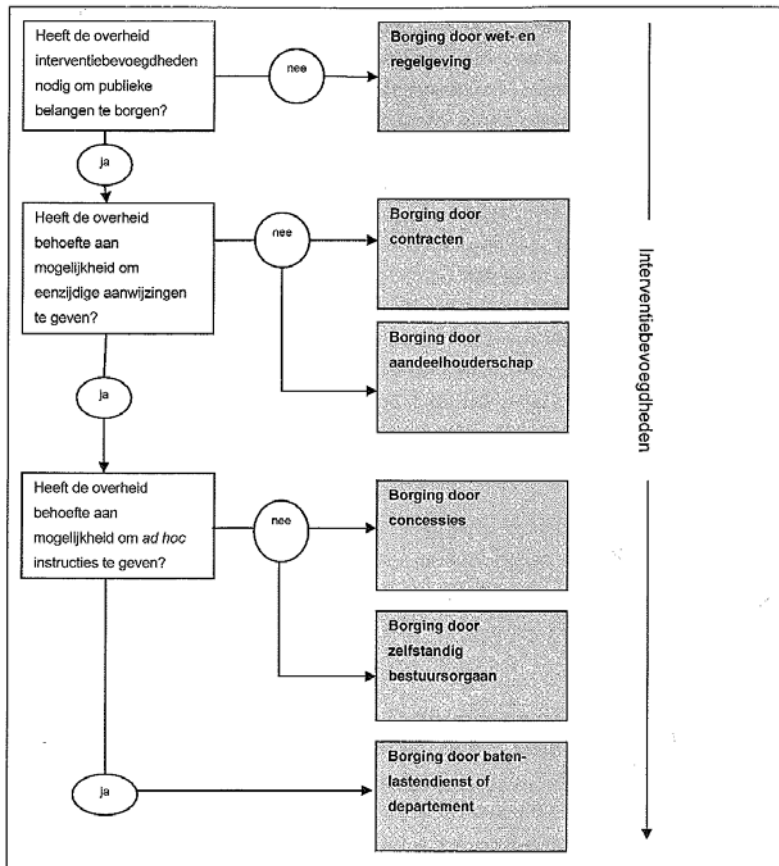 Heeft de overheid
interventiebevoegdheden
nodig om publieke
belangen te borgen?
nee
Borging door wet- en
regelgeving
ja
Heeft de overheid
behoefte aan
mogelijkheid om
eenzijdige aanwijzingen
te geven?
nee
Borging door
contracten
Borging door
aandeelhouderschap
ja
Heeft de overheid
behoefte aan
mogelijkheid om ad hoc
instructies te geven?
nee
Borging door
concessies
Borging door
zelfstandig
bestuursorgaan
ja
Borging door baten-
lastendienst of
departement
Interventiebevoegdheden